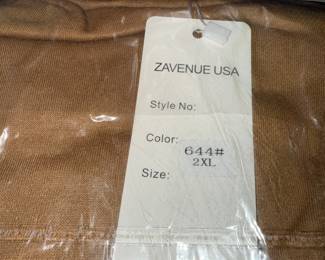 ZAVENUE USA
Style No:
Color: 644#
2XL
Size: